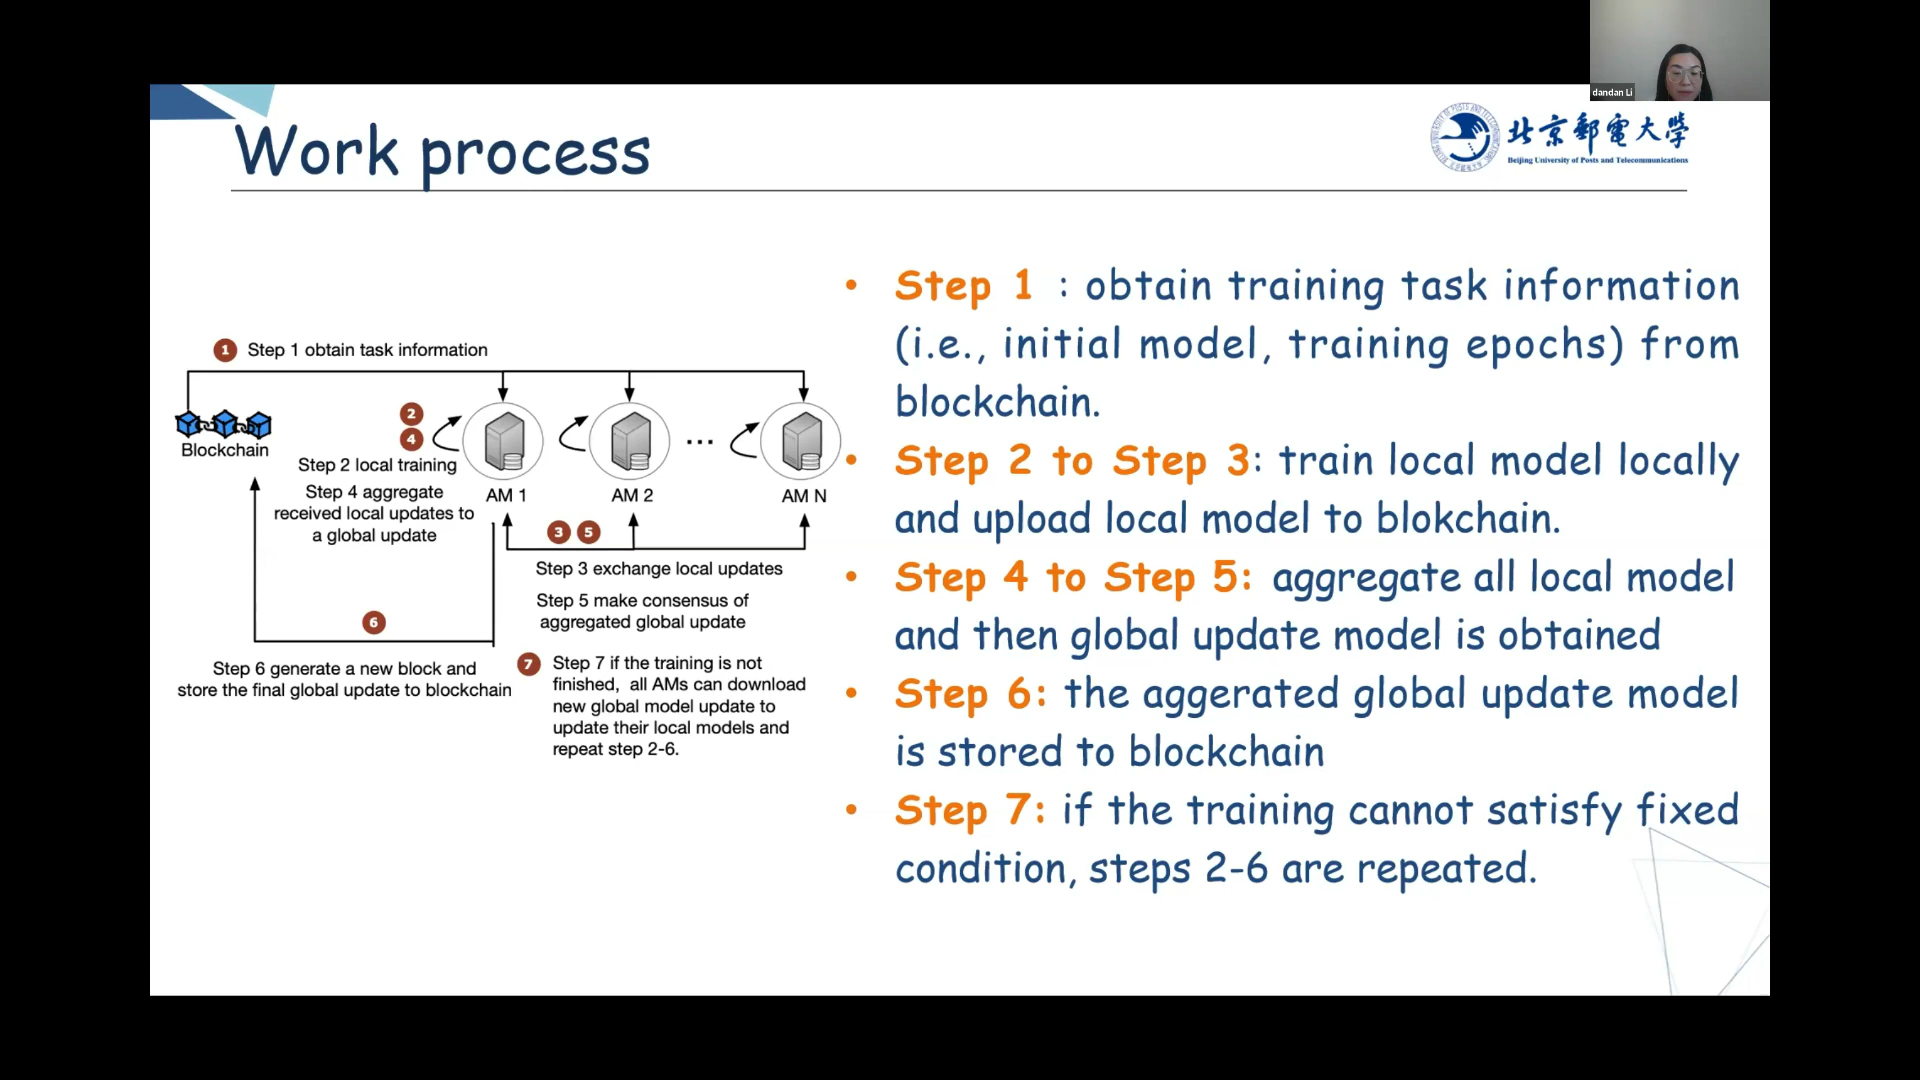 dandan Li
Work process
北京郵電大學
Beijing University of Posts and Telecommunications
1 Step 1 obtain task information
2
4
Blockchain
Step 2 local training
Step 4 aggregate
received local updates to
a global update
...
AM 1
AM 2
AM N
3 5
Step 3 exchange local updates
Step 5 make consensus of
aggregated global update
6
Step 6 generate a new block and
store the final global update to blockchain
7 Step 7 if the training is not
finished, all AMs can download
new global model update to
update their local models and
repeat step 2-6.
• Step 1 : obtain training task information
(i.e., initial model, training epochs) from
blockchain.
• Step 2 to Step 3: train local model locally
and upload local model to blokchain.
• Step 4 to Step 5: aggregate all local model
and then global update model is obtained
• Step 6: the aggerated global update model
is stored to blockchain
• Step 7: if the training cannot satisfy fixed
condition, steps 2-6 are repeated.